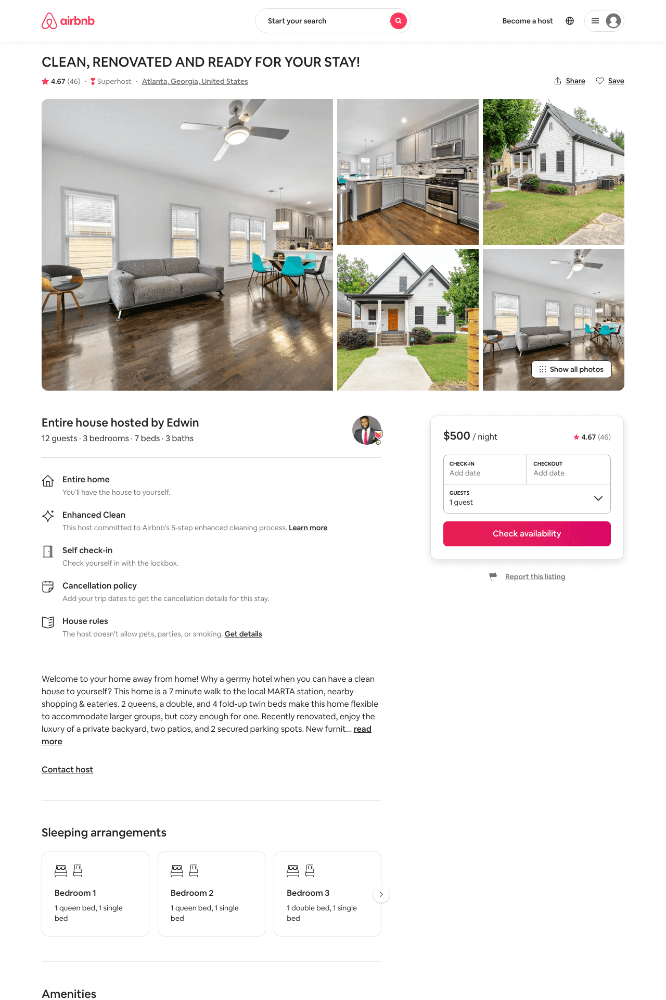 airbnb
Start your search
Become a host
CLEAN, RENOVATED AND READY FOR YOUR STAY!
4.67 (46) · Superhost · Atlanta, Georgia, United States
Share
Save
Show all photos
Entire house hosted by Edwin
12 guests · 3 bedrooms · 7 beds · 3 baths
Entire home
You'll have the house to yourself.
Enhanced Clean
This host committed to Airbnb's 5-step enhanced cleaning process. Learn more
Self check-in
Check yourself in with the lockbox.
Cancellation policy
Add your trip dates to get the cancellation details for this stay.
House rules
The host doesn't allow pets, parties, or smoking. Get details
$500 / night
4.67 (46)
CHECK-IN
Add date
CHECKOUT
Add date
GUESTS
1 guest
Check availability
Report this listing
Welcome to your home away from home! Why a germy hotel when you can have a clean
house to yourself? This home is a 7 minute walk to the local MARTA station, nearby
shopping & eateries. 2 queens, a double, and 4 fold-up twin beds make this home flexible
to accommodate larger groups, but cozy enough for one. Recently renovated, enjoy the
luxury of a private backyard, two patios, and 2 secured parking spots. New furnit... read
more
Contact host
Sleeping arrangements
Bedroom 1
1 queen bed, 1 single
bed
Bedroom 2
1 queen bed, 1 single
bed
Bedroom 3
1 double bed, 1 single
bed
Amenities